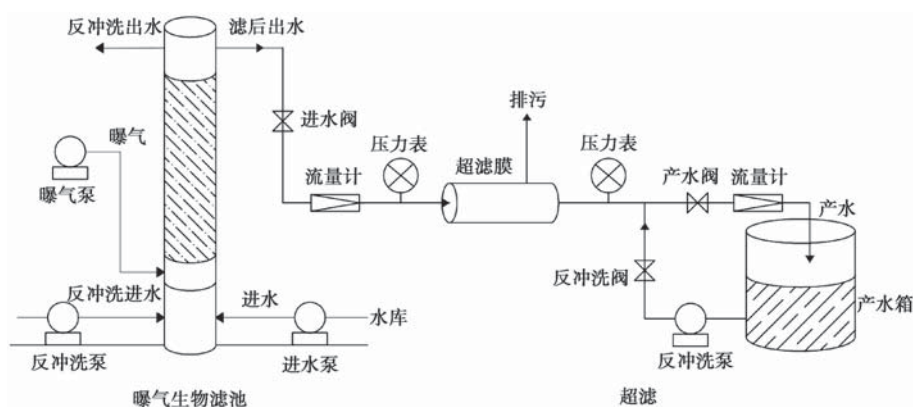 反冲洗出水
滤后出水
曝气
曝气泵
进水阀
流量计
压力表
超滤膜
排污
压力表
产水阀
流量计
产水
反冲洗阀
产水箱
反冲洗进水
进水
水库
反冲洗泵
进水泵
反冲洗泵
曝气生物滤池
超滤